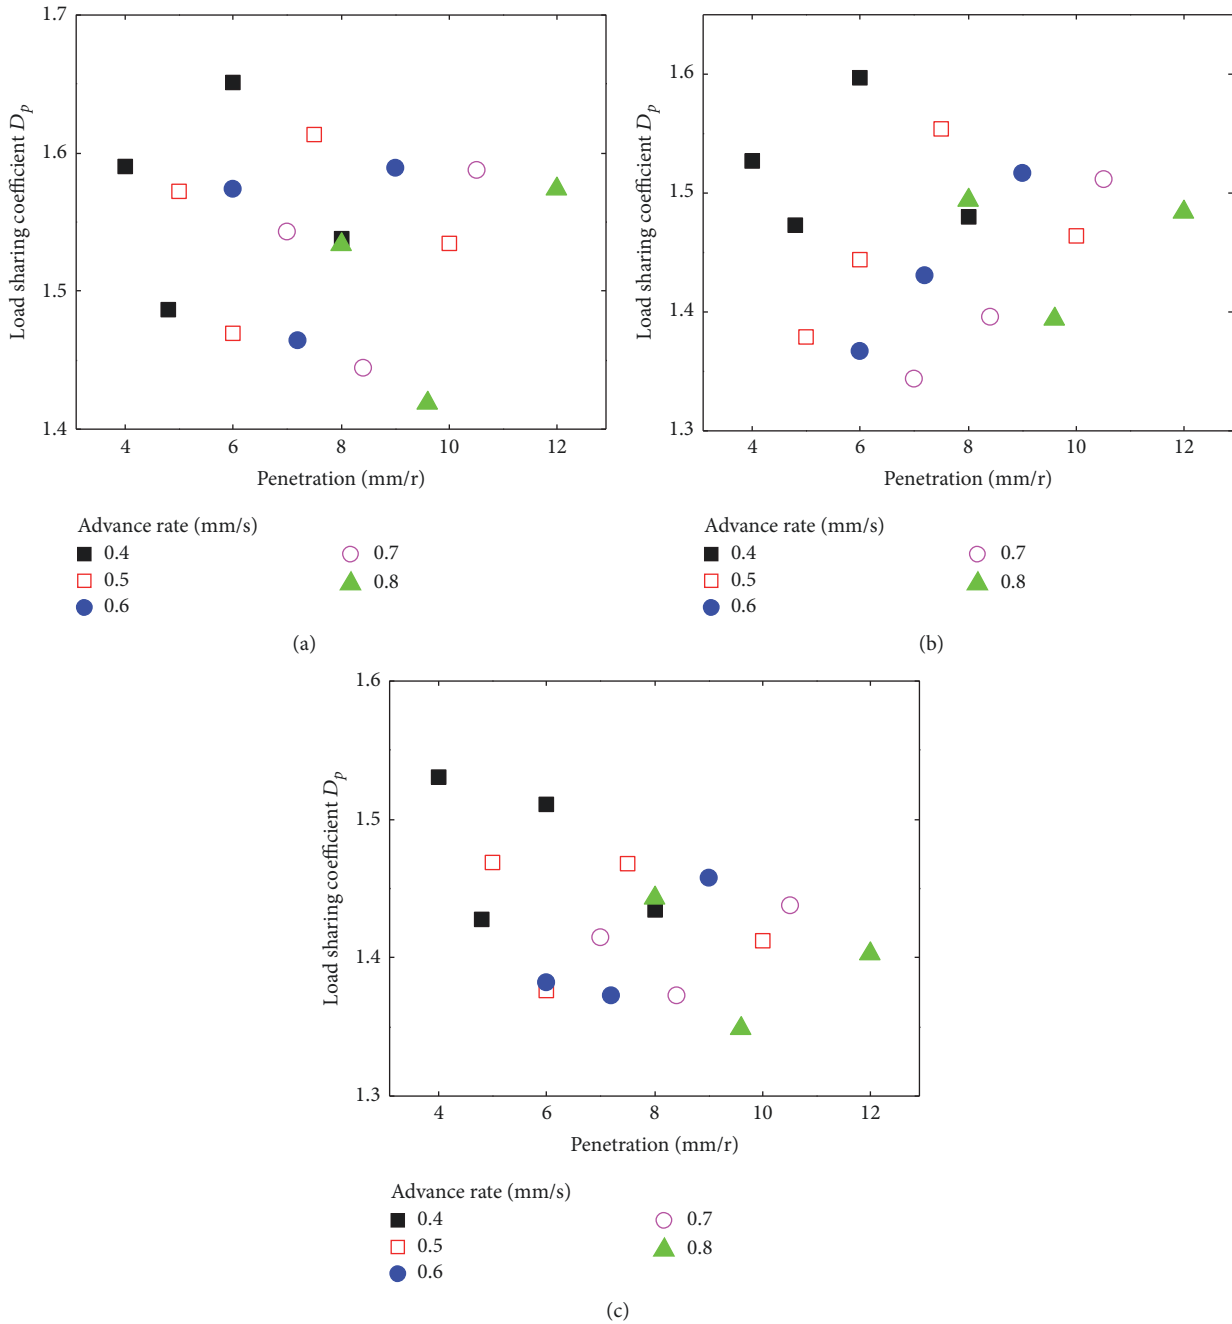 1.7
1.6
1.5
1.4
Load sharing coefficient D_p
4 6 8 10 12
Penetration (mm/r)
Advance rate (mm/s)
0.4 0.7
0.5 0.8
0.6
(a)
1.6
1.5
1.4
1.3
Load sharing coefficient D_p
4 6 8 10 12
Penetration (mm/r)
Advance rate (mm/s)
0.4 0.7
0.5 0.8
0.6
(b)
1.6
1.5
1.4
1.3
Load sharing coefficient D_p
4 6 8 10 12
Penetration (mm/r)
Advance rate (mm/s)
0.4 0.7
0.5 0.8
0.6
(c)